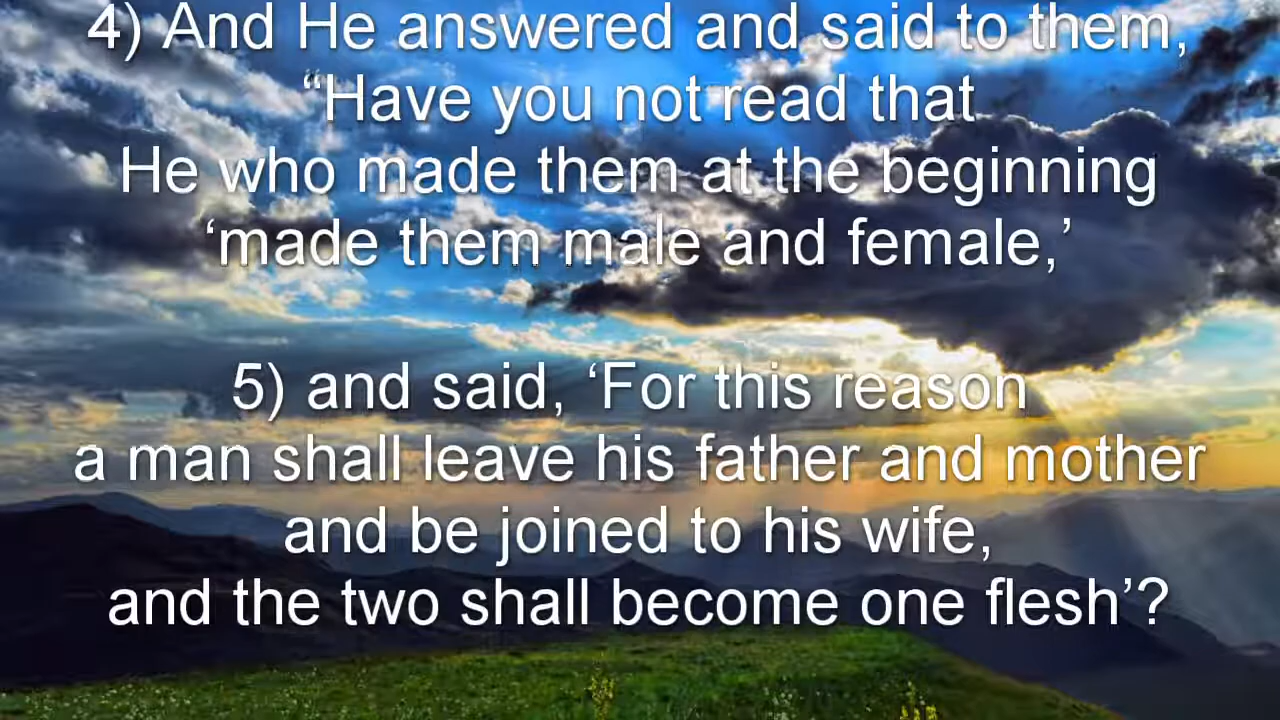 4) And He answered and said to them,
“Have you not read that
He who made them at the beginning
‘made them male and female,’
5) and said, ‘For this reason
a man shall leave his father and mother
and be joined to his wife,
and the two shall become one flesh’?